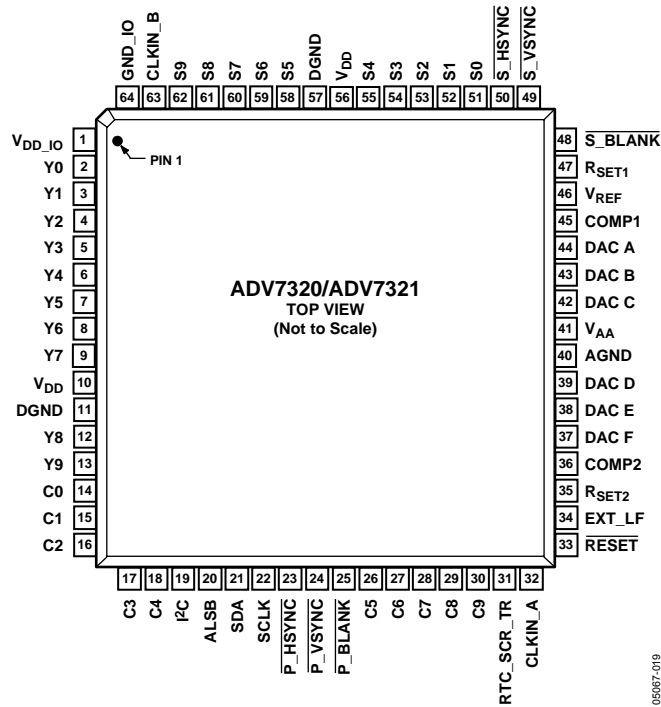 GND_IO
CLKIN_B
S9
S8
S7
S6
S5
DGND
VDD
S4
S3
S2
S1
S0
S_HSYNC
S_VSYNC
64 63 62 61 60 59 58 57 56 55 54 53 52 51 50 49
VDD_IO 1
Y0 2
Y1 3
Y2 4
Y3 5
Y4 6
Y5 7
Y6 8
Y7 9
VDD 10
DGND 11
Y8 12
Y9 13
C0 14
C1 15
C2 16
PIN 1
ADV7320/ADV7321
TOP VIEW
(Not to Scale)
48 S_BLANK
47 RSET1
46 VREF
45 COMP1
44 DAC A
43 DAC B
42 DAC C
41 VAA
40 AGND
39 DAC D
38 DAC E
37 DAC F
36 COMP2
35 RSET2
34 EXT_LF
33 RESET
17 18 19 20 21 22 23 24 25 26 27 28 29 30 31 32
C3
C4
I2C
ALSB
SDA
SCLK
P_HSYNC
P_VSYNC
P_BLANK
C5
C6
C7
C8
C9
RTC_SCR_TR
CLKIN_A
05067-019